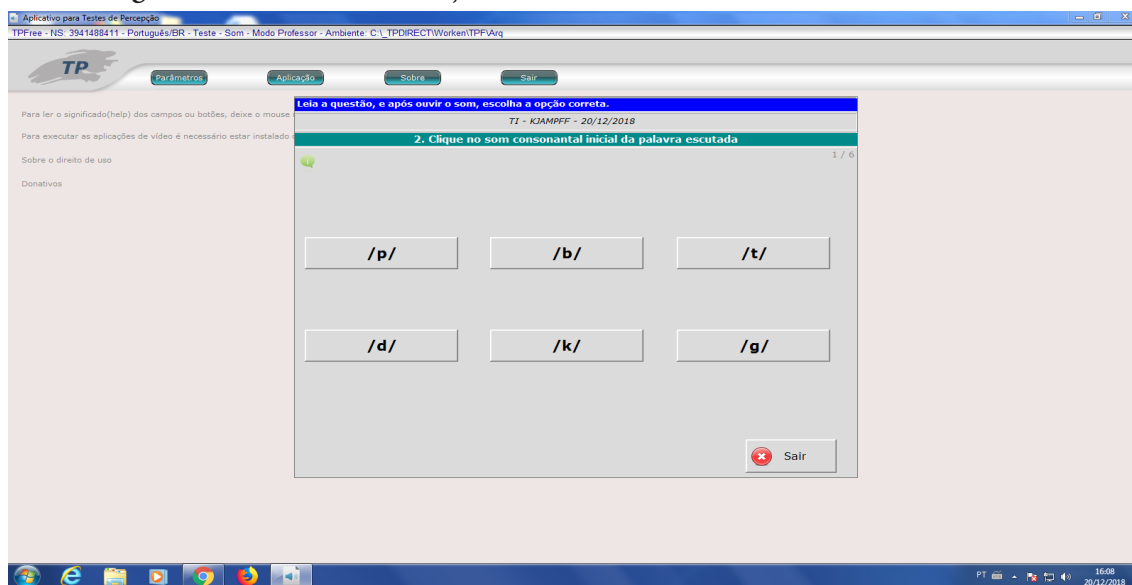 Aplicativo para Testes de Percepção
TPFree - NS: 3941488411 - Português/BR - Teste - Som - Modo Professor - Ambiente: C:\_TPDIRECT\Worken\TPF\Arq
TP
Parâmetros Aplicação Sobre Sair
Para ler o significado(help) dos campos ou botões, deixe o mouse
Para executar as aplicações de vídeo é necessário estar instalado
Sobre o direito de uso
Donativos
Leia a questão, e após ouvir o som, escolha a opção correta.
TI - KJAMPFF - 20/12/2018
2. Clique no som consonantal inicial da palavra escutada
1 / 6
/p/ /b/ /t/
/d/ /k/ /g/
Sair
PT
16:08
20/12/2018